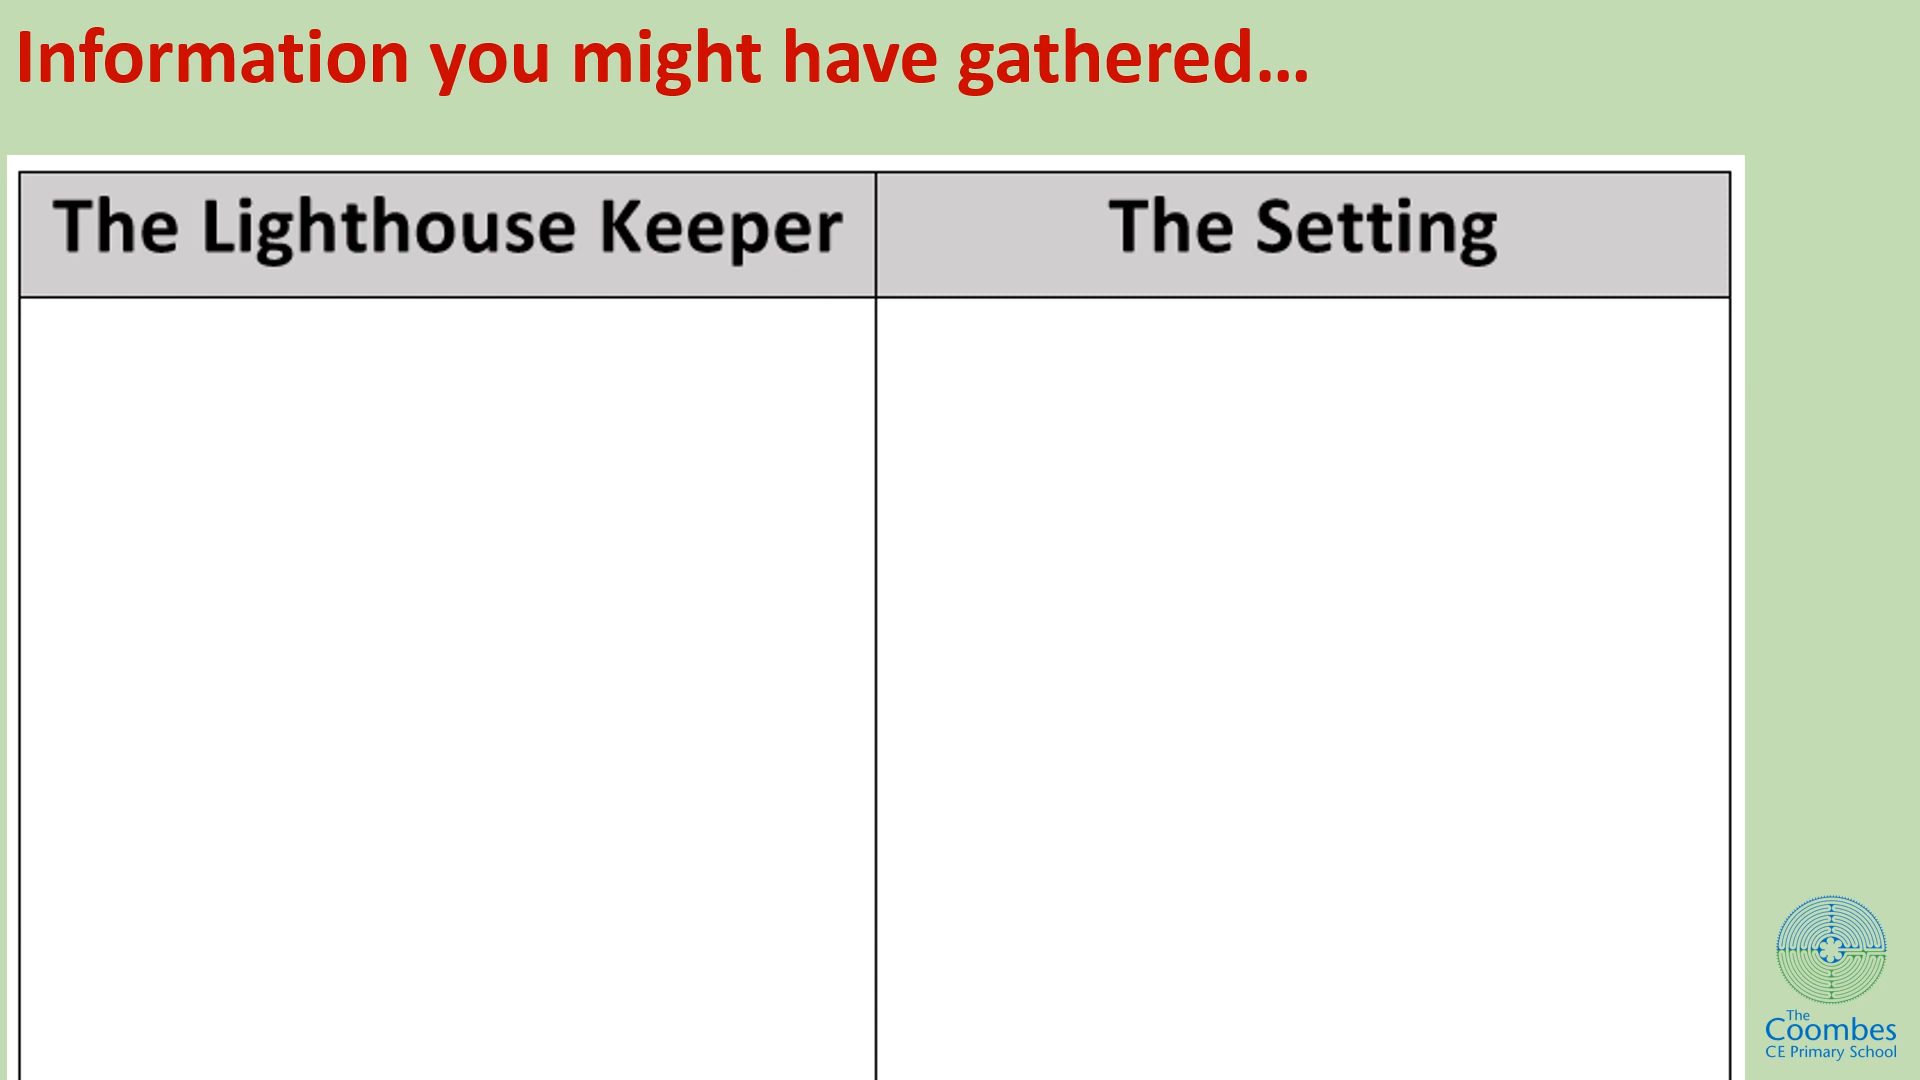 Information you might have gathered...
The Lighthouse Keeper
The Setting
The
Coombes
CE Primary School